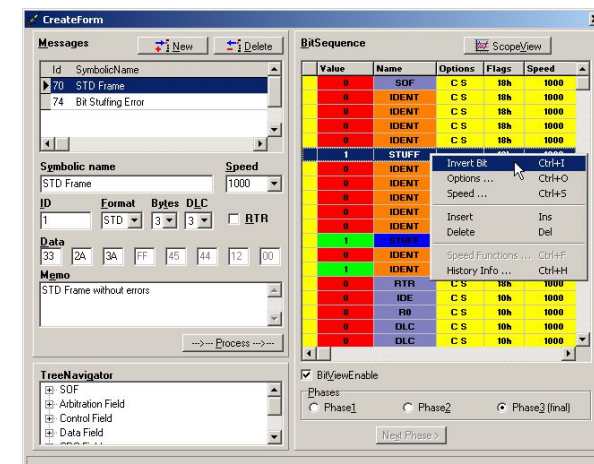 CreateForm
Messages
New
Delete
Id SymbolicName
70 STD Frame
74 Bit Stuffing Error
Symbolic name Speed
STD Frame 1000
ID Format Bytes DLC
1 STD 3 3 RTR
Data
33 2A 3A FF 45 44 12 00
Memo
STD Frame without errors
--->--- Process --->---
TreeNavigator
SOF
Arbitration Field
Control Field
Data Field
BitSequence
ScopeView
Value Name Options Flags Speed
0 SOF C S 18h 1000
0 IDENT C S 18h 1000
0 IDENT C S 18h 1000
0 IDENT C S 18h 1000
0 IDENT C S 18h 1000
1 STUFF
0 IDENT
0 IDENT
0 IDENT
0 IDENT
0 IDENT
1 STUFF
0 IDENT
1 IDENT
0 RTR C S 18h 1000
0 IDE C S 10h 1000
0 R0 C S 10h 1000
0 DLC C S 10h 1000
0 DLC C S 10h 1000
Invert Bit Ctrl+I
Options ... Ctrl+O
Speed ... Ctrl+S
Insert Ins
Delete Del
Speed Functions ... Ctrl+F
History Info ... Ctrl+H
BitViewEnable
Phases
Phase1 Phase2 Phase3 (final)
Next Phase >